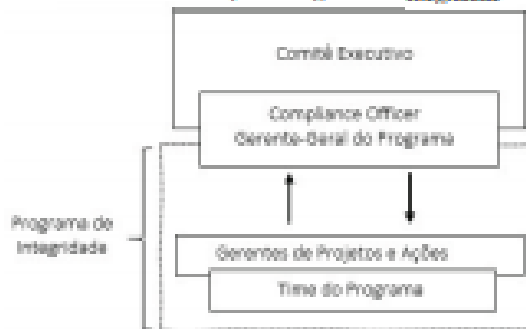 Comitê Executivo
Compliance Officer
Gerente-Geral do Programa
Programa de
Integridade
Gerentes de Projetos e Ações
Time do Programa